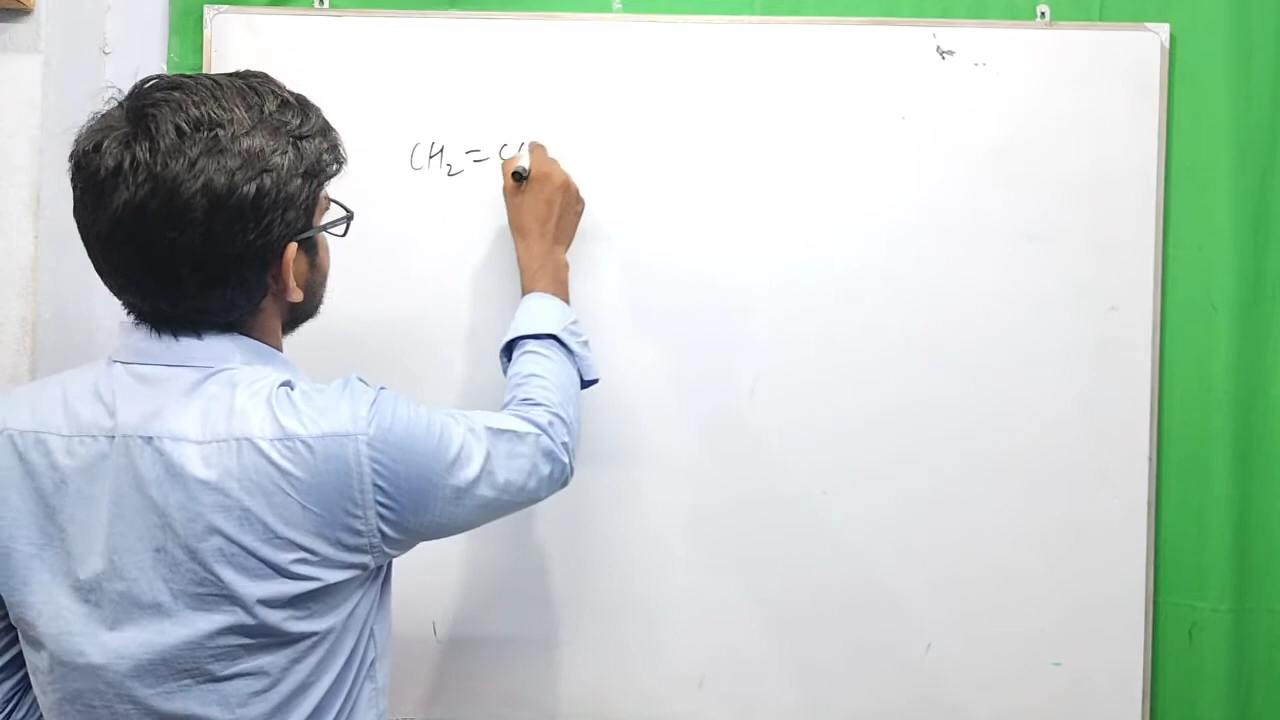 CH₂ = C